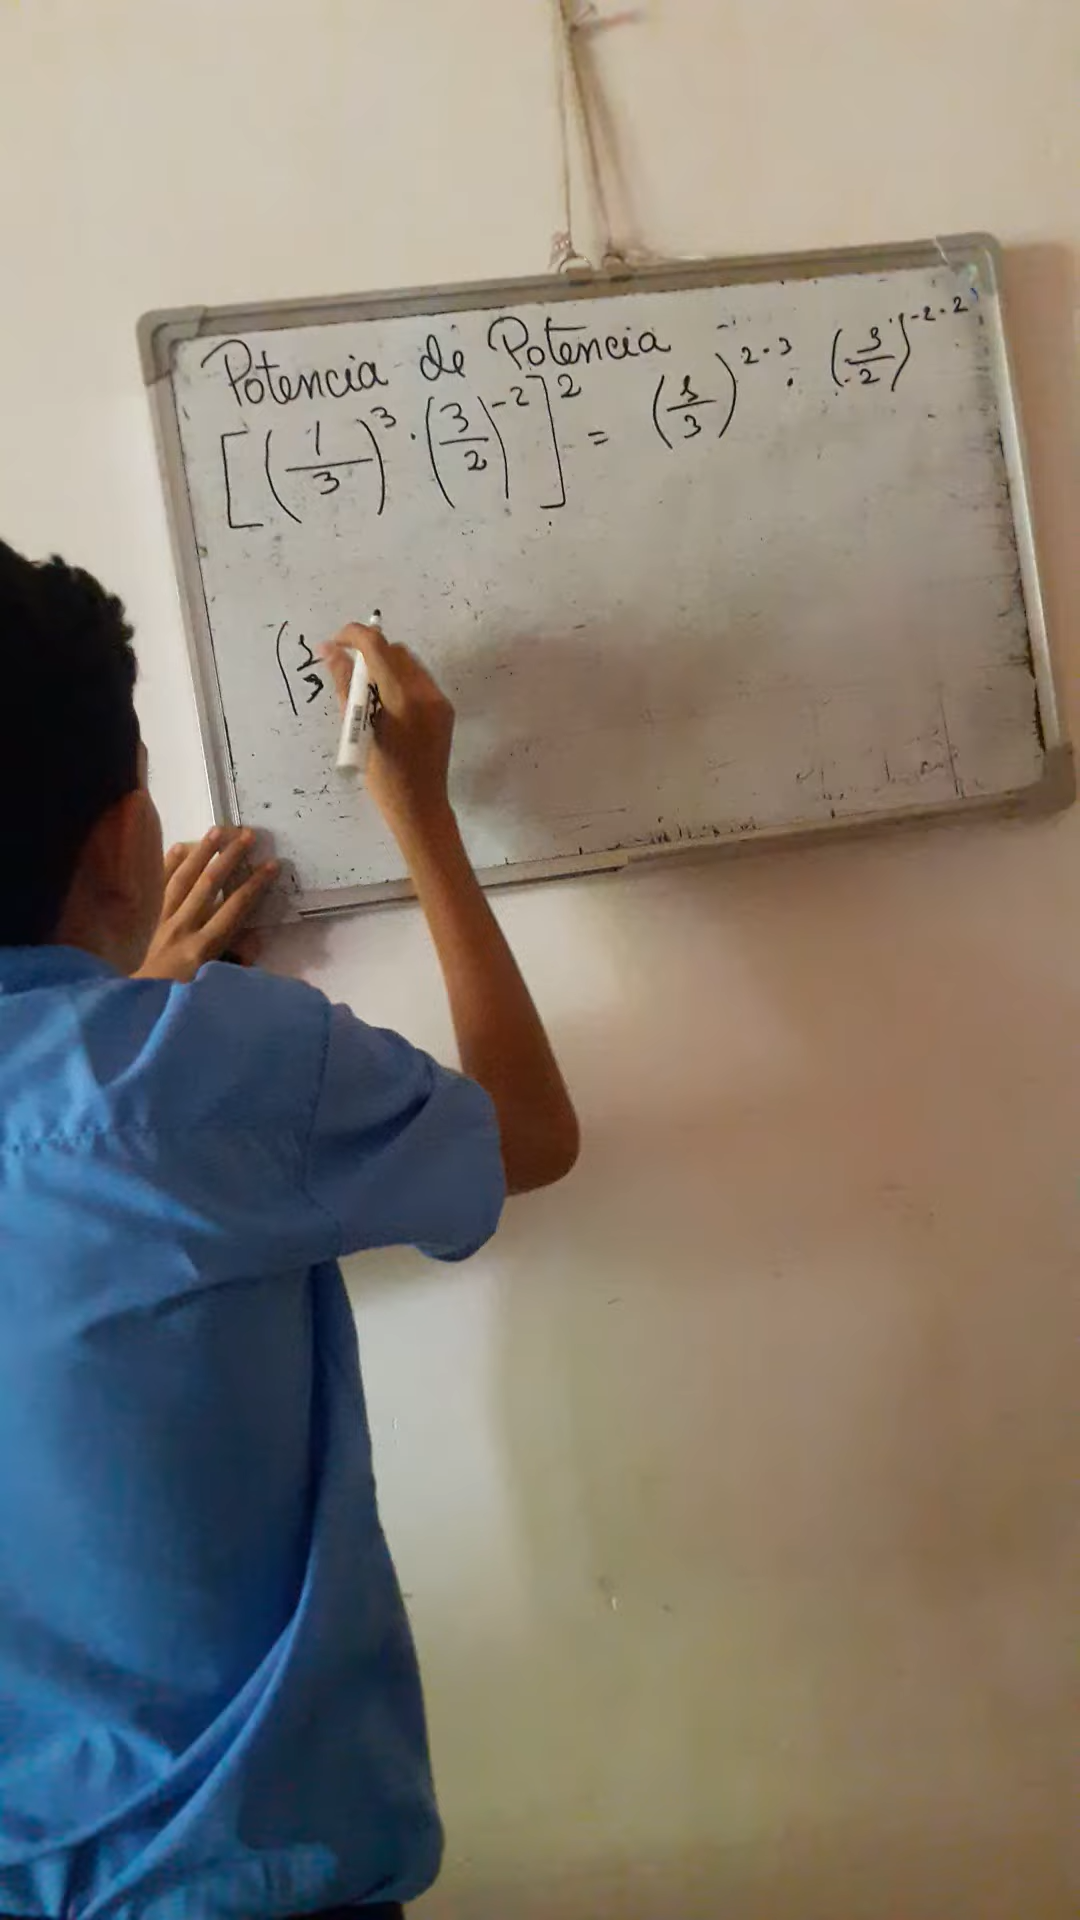 Potencia de Potencia
[(1/3)^3 · (3/2)^-2]^2 = (1/3)^2·3 · (3/2)^-2·2
(1/3